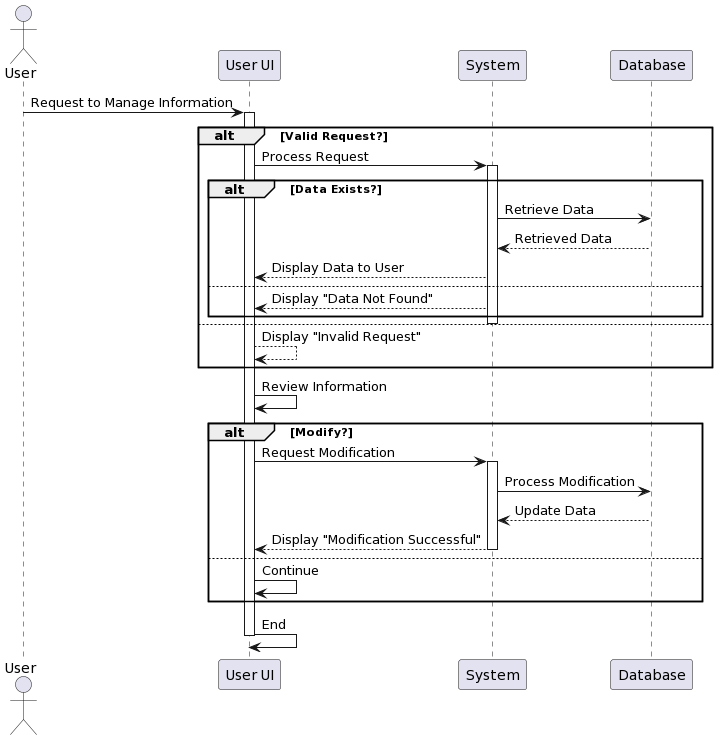 User
User UI
System
Database
Request to Manage Information
alt [Valid Request?]
Process Request
alt [Data Exists?]
Retrieve Data
Retrieved Data
Display Data to User
Display "Data Not Found"
Display "Invalid Request"
Review Information
alt [Modify?]
Request Modification
Process Modification
Update Data
Display "Modification Successful"
Continue
End
User
User UI
System
Database